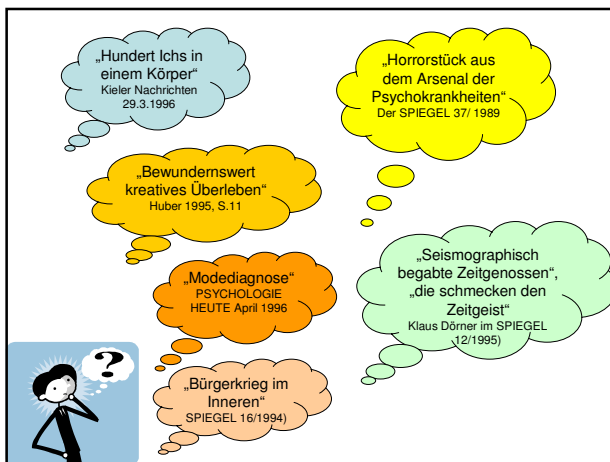 „Hundert Ichs in
einem Körper“
Kieler Nachrichten
29.3.1996
„Horrorstück aus
dem Arsenal der
Psychokrankheiten“
Der SPIEGEL 37/ 1989
„Bewundernswert
kreatives Überleben“
Huber 1995, S.11
„Seismographisch
begabte Zeitgenossen“,
„die schmecken den
Zeitgeist“
Klaus Dörner im SPIEGEL
12/1995)
„Modediagnose“
PSYCHOLOGIE
HEUTE April 1996
„Bürgerkrieg im
Inneren“
SPIEGEL 16/1994)
?